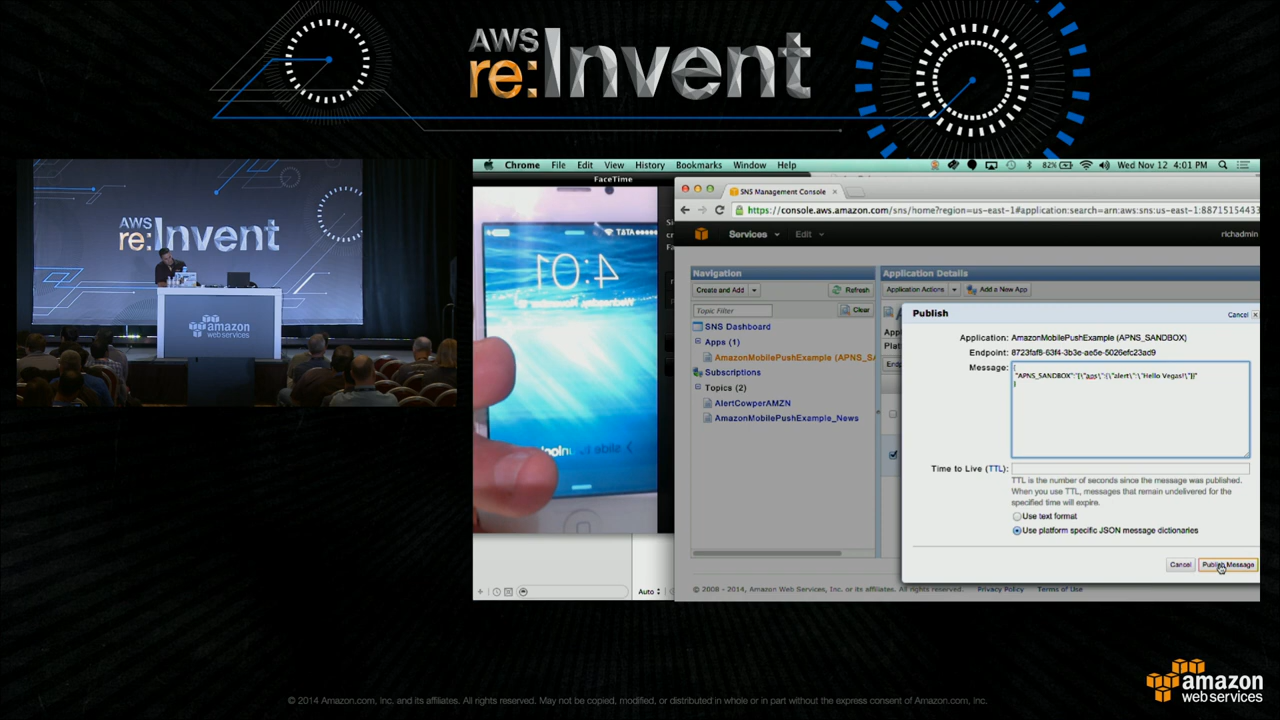 AWS
re:Invent
AWS
re:Invent
amazon
web services
Chrome File Edit View History Bookmarks Window Help
82% Wed Nov 12 4:01 PM
FaceTime
TATA
4:01
SNS Management Console
https://console.aws.amazon.com/sns/home?region=us-east-1#application:search=arn:aws:sns:us-east-1:88715154433
Services Edit
richadmin
Navigation
Create and Add
Refresh
Topic Filter
Clear
SNS Dashboard
Apps (1)
AmazonMobilePushExample (APNS_SA
Subscriptions
Topics (2)
AlertCowperAMZN
AmazonMobilePushExample_News
Application Details
Application Actions
Add a New App
Publish
Cancel
Application: AmazonMobilePushExample (APNS_SANDBOX)
Endpoint: 8723faf8-63f4-3b3e-ae5e-5026efc23ad9
Message: {
"APNS_SANDBOX":"{\"aps\":{\"alert\":\"Hello Vegas!\"}}"
}
Time to Live (TTL):
TTL is the number of seconds since the message was published.
When you use TTL, messages that remain undelivered for the
specified time will expire.
Use text format
Use platform specific JSON message dictionaries
Cancel
Publish Message
Auto
© 2008 - 2014, Amazon Web Services, Inc. or its affiliates. All rights reserved. Privacy Policy Terms of Use
amazon
web services
© 2014 Amazon.com, Inc. and its affiliates. All rights reserved. May not be copied, modified, or distributed in whole or in part without the express consent of Amazon.com, Inc.